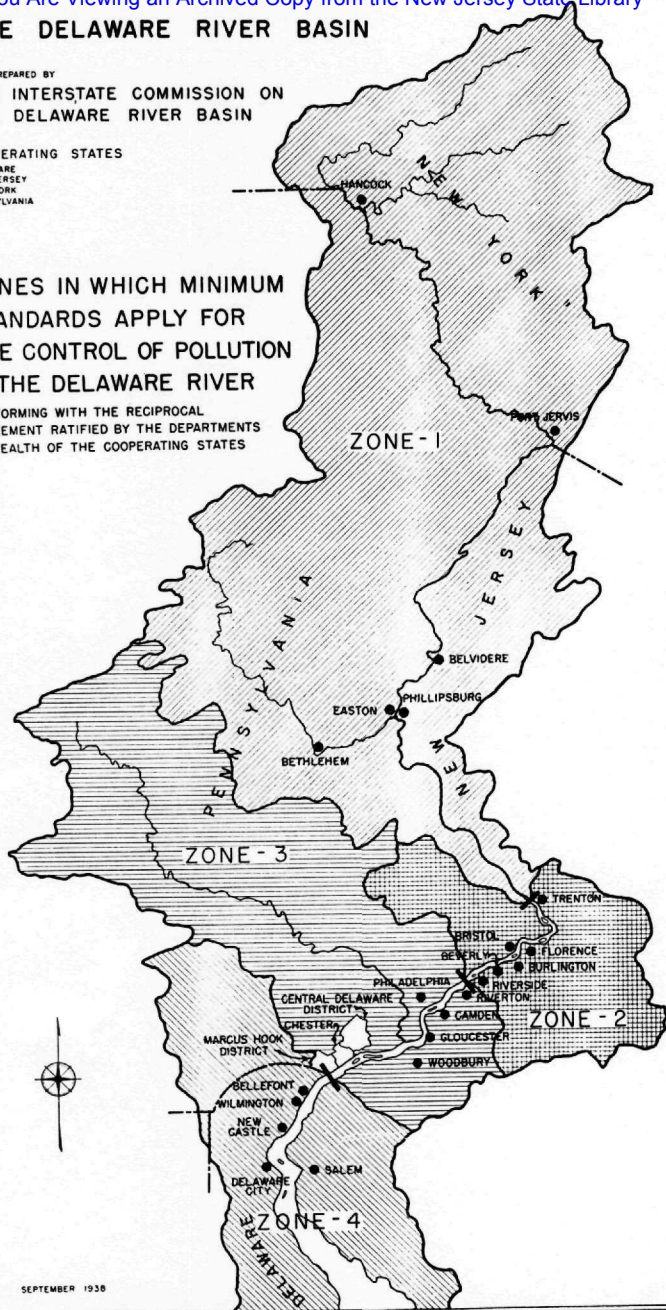 ou Are Viewing an Archived Copy from the New Jersey State Library
E DELAWARE RIVER BASIN
REPARED BY
INTERSTATE COMMISSION ON
DELAWARE RIVER BASIN
ERATING STATES
ARE
ERSEY
ORK
YLVANIA
NES IN WHICH MINIMUM
ANDARDS APPLY FOR
E CONTROL OF POLLUTION
THE DELAWARE RIVER
ORMING WITH THE RECIPROCAL
EMENT RATIFIED BY THE DEPARTMENTS
EALTH OF THE COOPERATING STATES
HANCOCK
NEW YORK
PORT JERVIS
ZONE-1
NEW JERSEY
PENNSYLVANIA
BELVIDERE
EASTON
PHILLIPSBURG
BETHLEHEM
ZONE-3
TRENTON
BRISTOL
FLORENCE
BEVERLY
BURLINGTON
RIVERSIDE
PHILADELPHIA
RIVERTON
CENTRAL DELAWARE
DISTRICT
CAMDEN
ZONE-2
CHESTER
GLOUCESTER
MARCUS HOOK
DISTRICT
WOODBURY
BELLEFONT
WILMINGTON
NEW
CASTLE
SALEM
DELAWARE
CITY
ZONE-4
DELAWARE
SEPTEMBER 1938